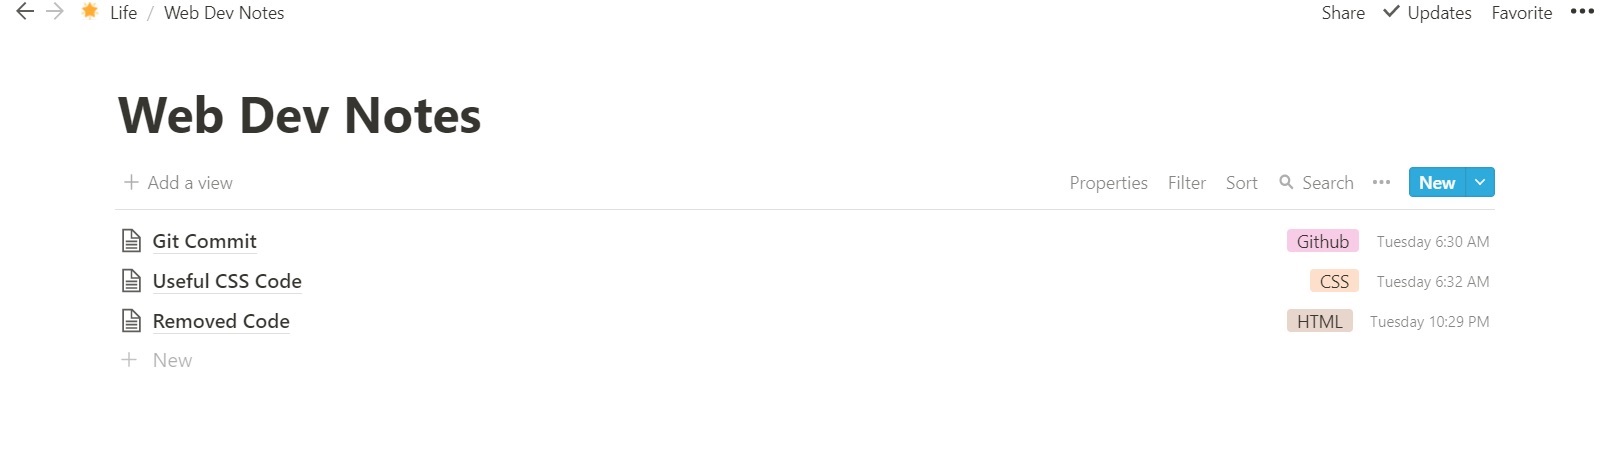 Life / Web Dev Notes Share Updates Favorite
Web Dev Notes
Add a view Properties Filter Sort Search New
Git Commit Github Tuesday 6:30 AM
Useful CSS Code CSS Tuesday 6:32 AM
Removed Code HTML Tuesday 10:29 PM
New